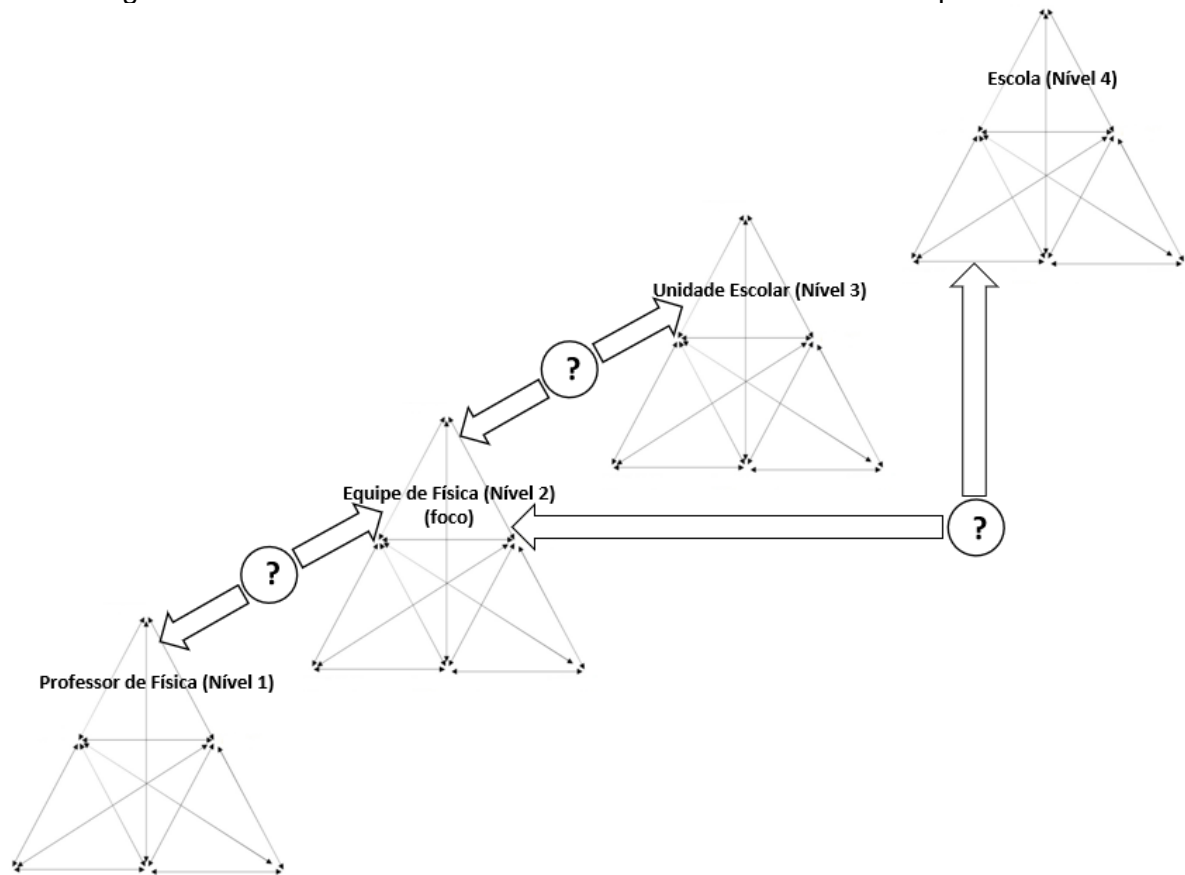 Escola (Nível 4)
Unidade Escolar (Nível 3)
?
Equipe de Física (Nível 2)
(foco)
?
?
Professor de Física (Nível 1)